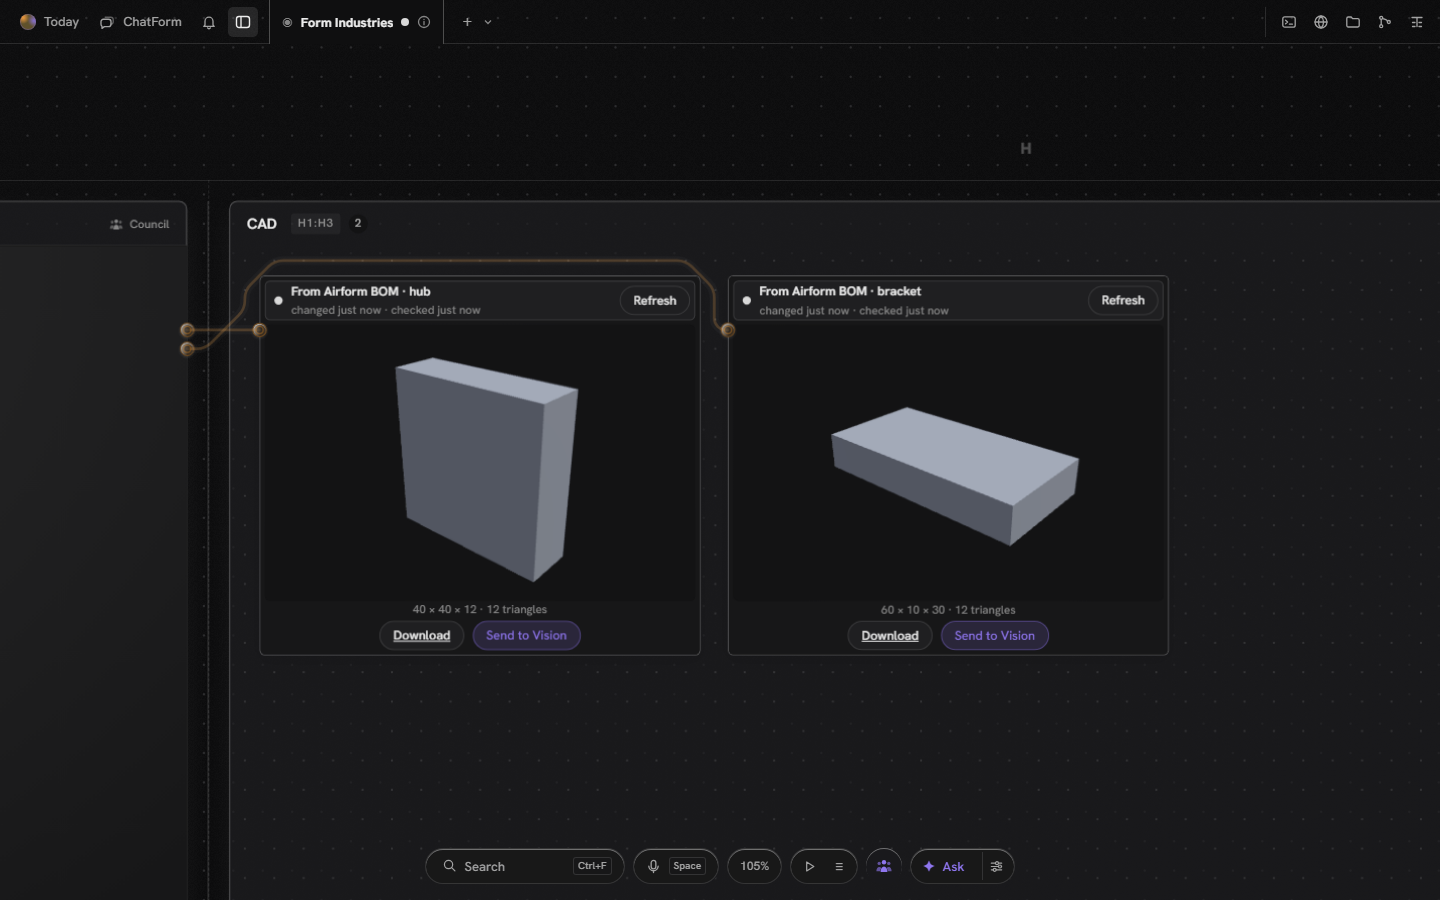 Today
ChatForm
Form Industries
H
Council
CAD
H1:H3
2
From Airform BOM · hub
changed just now · checked just now
Refresh
From Airform BOM · bracket
changed just now · checked just now
Refresh
40 × 40 × 12 · 12 triangles
Download
Send to Vision
60 × 10 × 30 · 12 triangles
Download
Send to Vision
Search
Ctrl+F
Space
105%
Ask